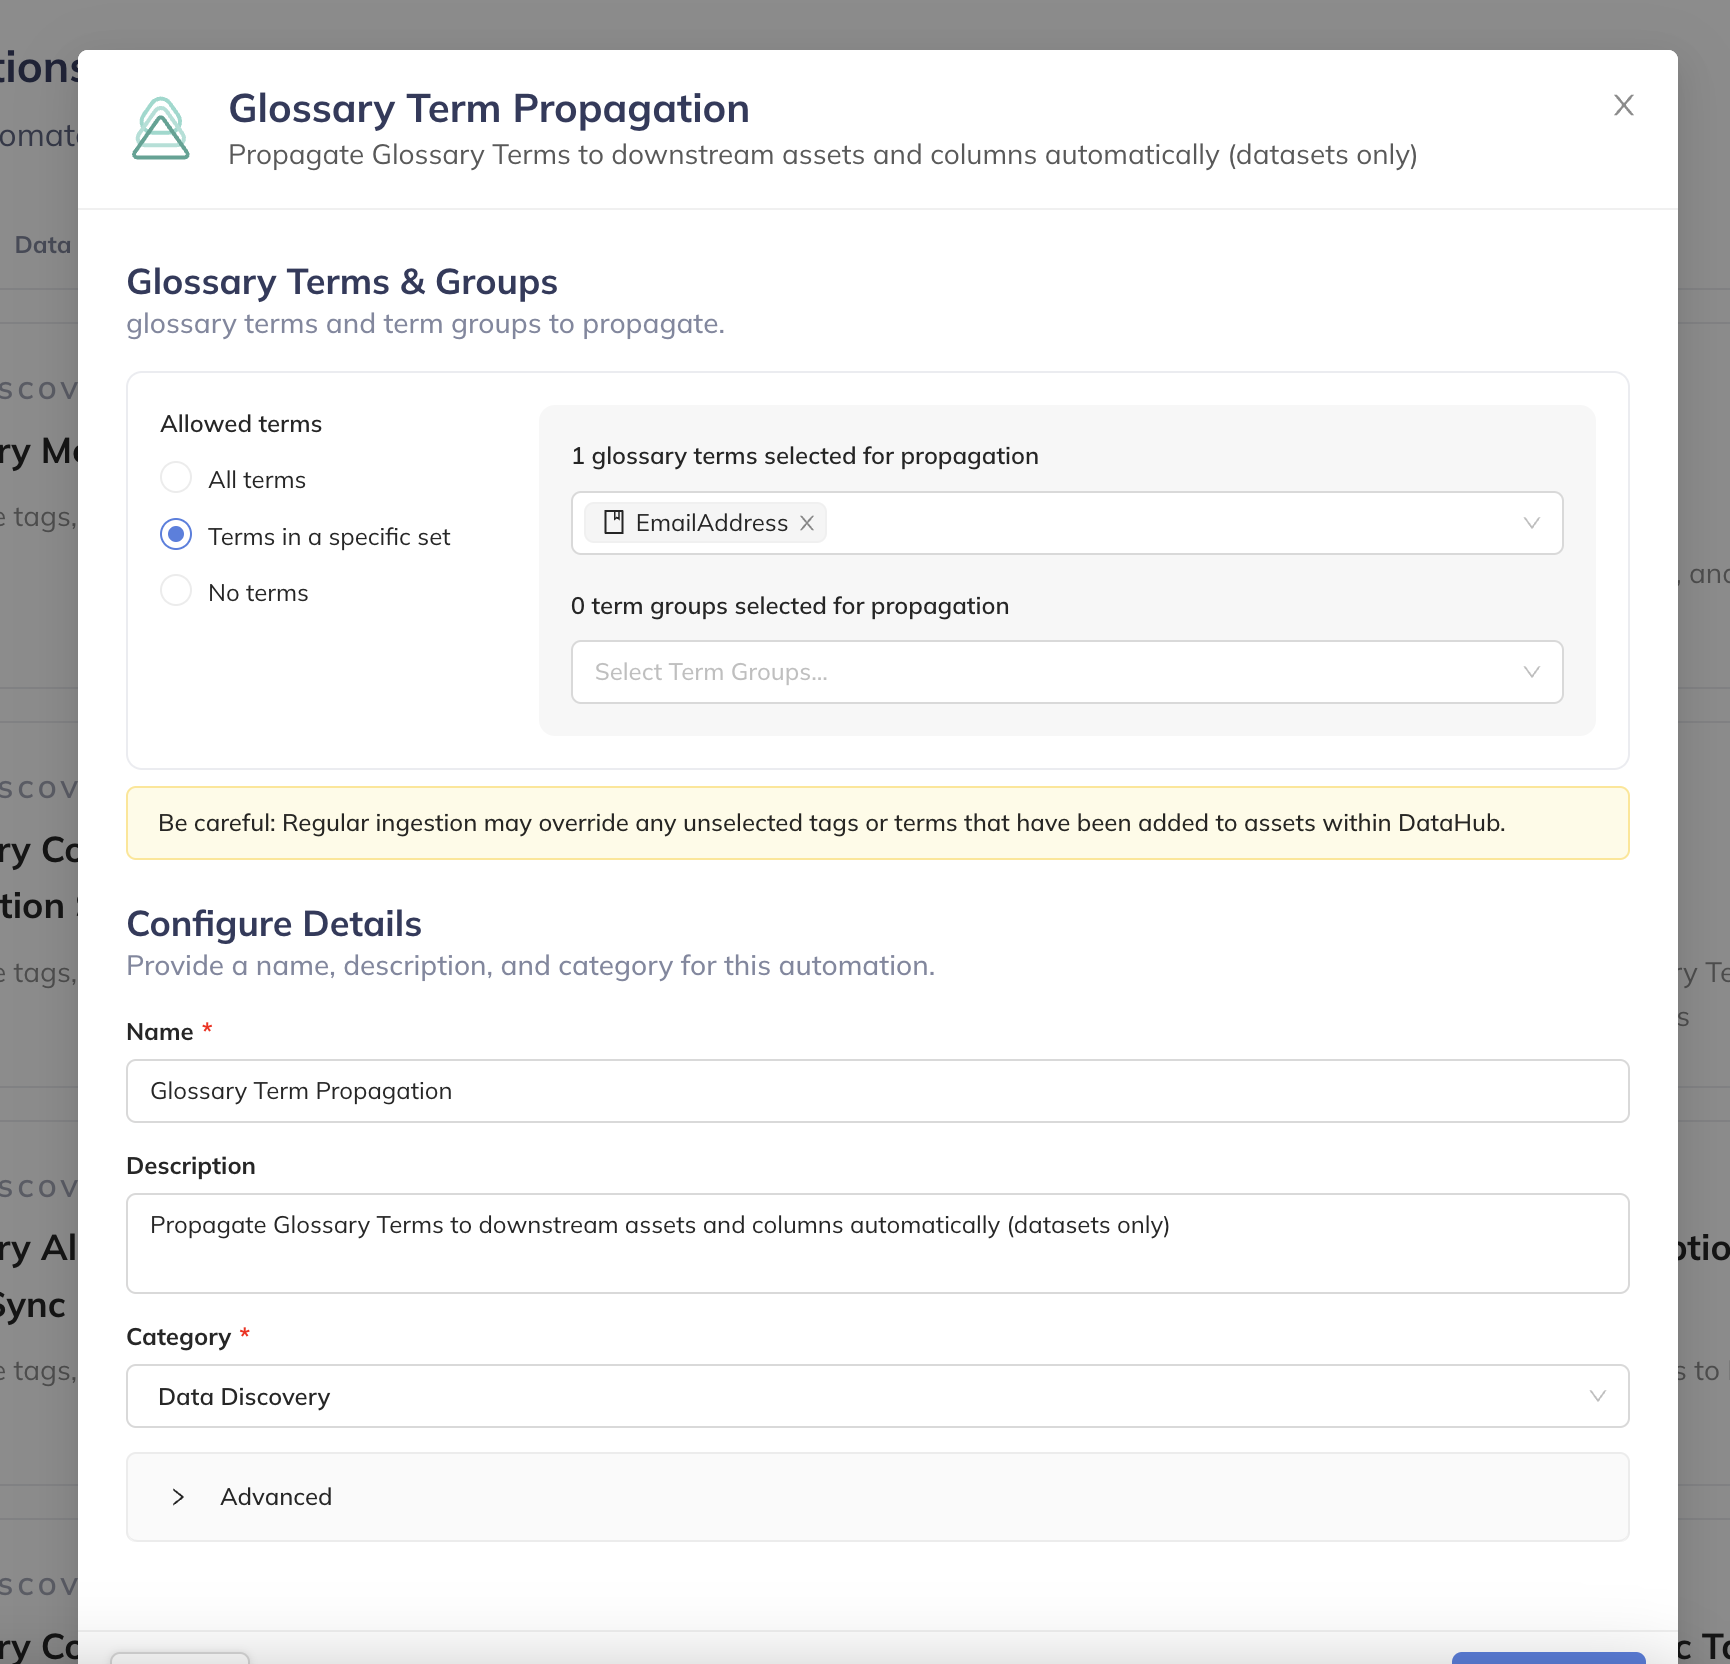 Glossary Term Propagation
Propagate Glossary Terms to downstream assets and columns automatically (datasets only)
Data
Glossary Terms & Groups
glossary terms and term groups to propagate.
Allowed terms
All terms
Terms in a specific set
No terms
1 glossary terms selected for propagation
EmailAddress
0 term groups selected for propagation
Select Term Groups...
Be careful: Regular ingestion may override any unselected tags or terms that have been added to assets within DataHub.
Configure Details
Provide a name, description, and category for this automation.
Name *
Glossary Term Propagation
Description
Propagate Glossary Terms to downstream assets and columns automatically (datasets only)
Category *
Data Discovery
Advanced
Sync
tags,
tags,
tags,